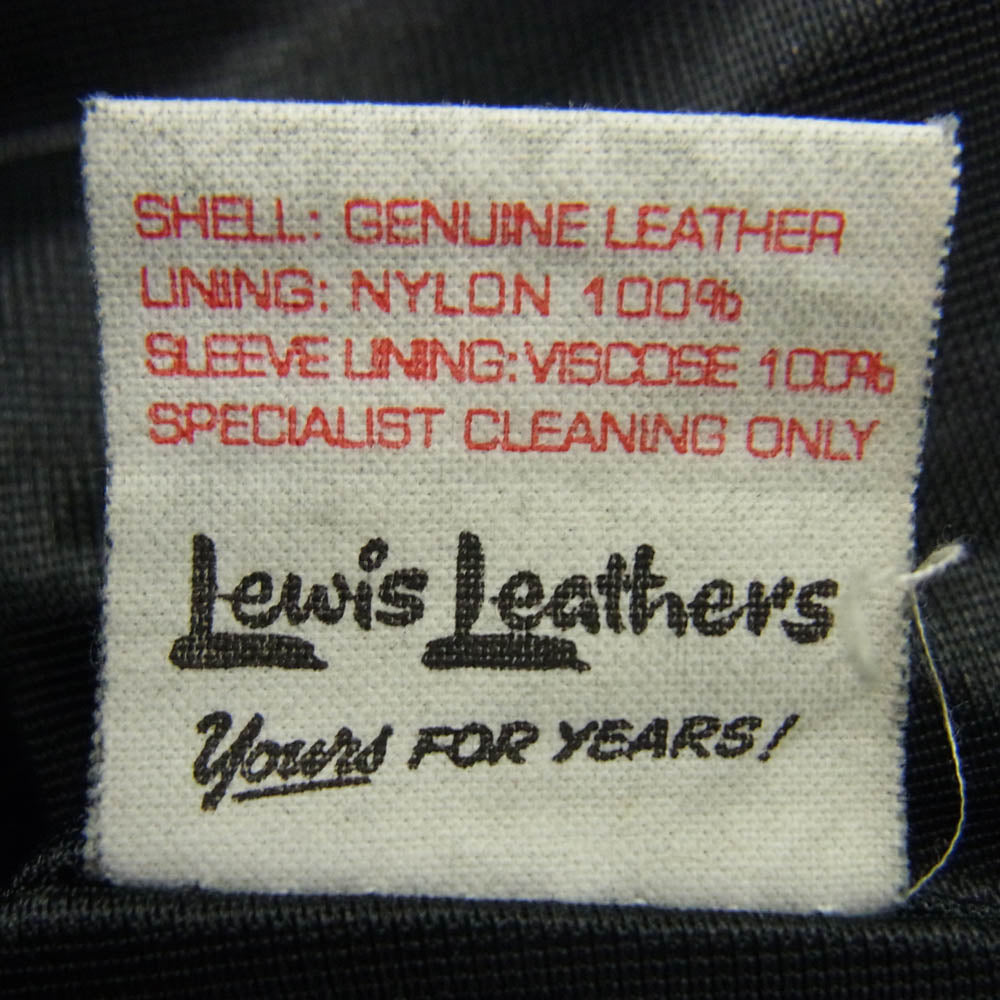 SHELL: GENUINE LEATHER
LINING: NYLON 100%
SLEEVE LINING: VISCOSE 100%
SPECIALIST CLEANING ONLY
Lewis Leathers
Yours FOR YEARS!